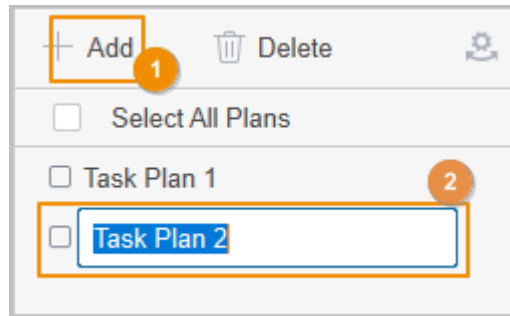 Add Delete
1
Select All Plans
Task Plan 1
2
Task Plan 2